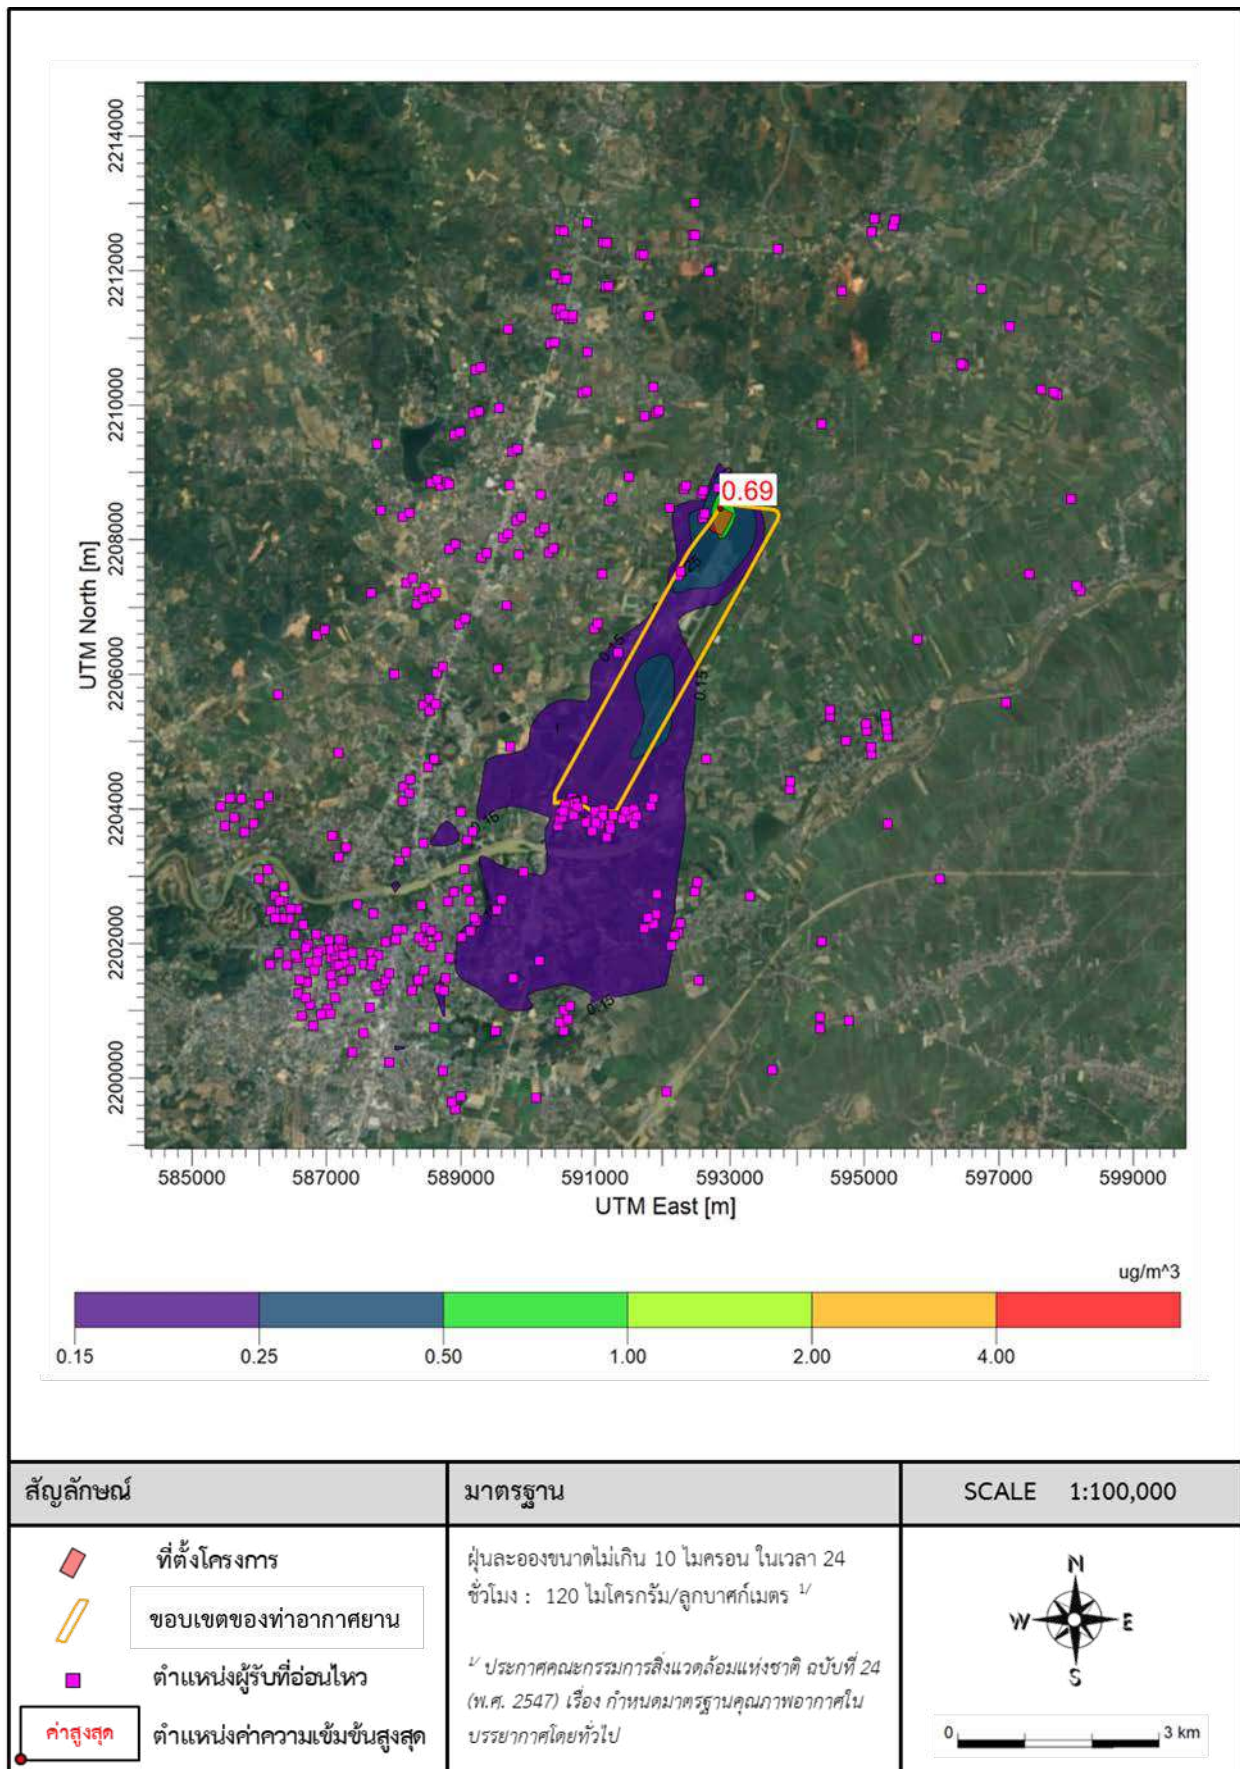 2214000
2212000
2210000
2208000
2206000
2204000
2202000
2200000
UTM North [m]
0.69
0.15
0.15
0.15
0.15
585000 587000 589000 591000 593000 595000 597000 599000
UTM East [m]
ug/m^3
0.15 0.25 0.50 1.00 2.00 4.00
สัญลักษณ์
ที่ตั้งโครงการ
ขอบเขตของท่าอากาศยาน
ตำแหน่งผู้รับที่อ่อนไหว
ค่าสูงสุด
ตำแหน่งค่าความเข้มข้นสูงสุด
มาตรฐาน
ฝุ่นละอองขนาดไม่เกิน 10 ไมครอน ในเวลา 24
ชั่วโมง : 120 ไมโครกรัม/ลูกบาศก์เมตร 1/
1/ ประกาศคณะกรรมการสิ่งแวดล้อมแห่งชาติ ฉบับที่ 24
(พ.ศ. 2547) เรื่อง กำหนดมาตรฐานคุณภาพอากาศใน
บรรยากาศโดยทั่วไป
SCALE 1:100,000
N
W E
S
0 3 km